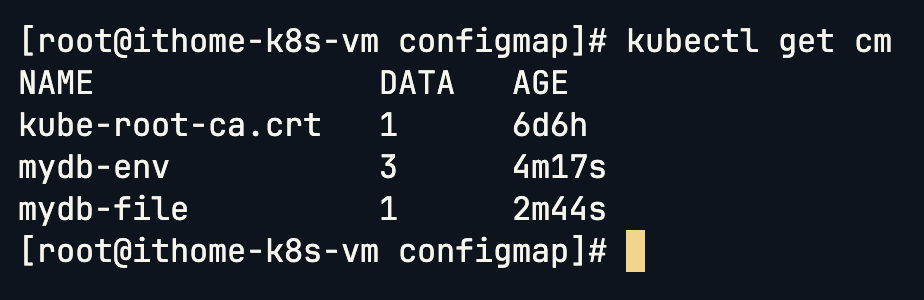 [root@ithome-k8s-vm configmap]# kubectl get cm
NAME               DATA   AGE
kube-root-ca.crt   1      6d6h
mydb-env           3      4m17s
mydb-file          1      2m44s
[root@ithome-k8s-vm configmap]#